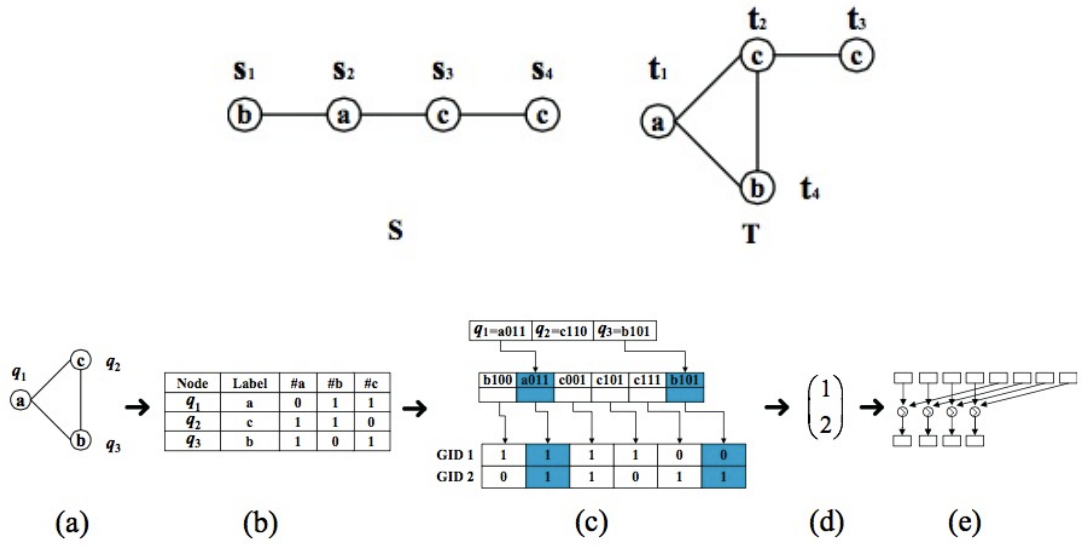 s1 s2 s3 s4
b a c c
S
t2 t3
c c
t1
a
b t4
T
q1=a011 q2=c110 q3=b101
c q2
q1
a
b q3
Node Label #a #b #c
q1 a 0 1 1
q2 c 1 1 0
q3 b 1 0 1
b100 a011 c001 c101 c111 b101
GID 1 1 1 1 1 0 0
GID 2 0 1 1 0 1 1
1
2
(a) (b) (c) (d) (e)